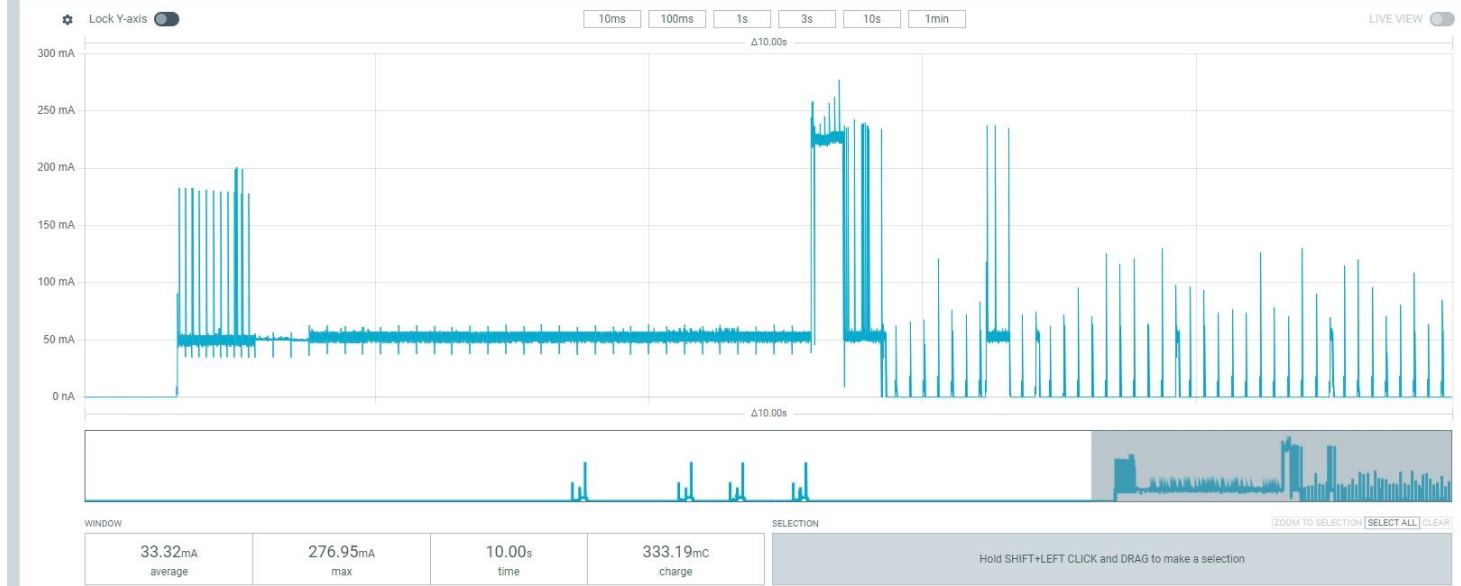 Lock Y-axis
10ms 100ms 1s 3s 10s 1min
LIVE VIEW
Δ10.00s
300 mA
250 mA
200 mA
150 mA
100 mA
50 mA
0 nA
Δ10.00s
WINDOW
33.32mA
average
276.95mA
max
10.00s
time
333.19mC
charge
SELECTION
ZOOM TO SELECTION SELECT ALL CLEAR
Hold SHIFT+LEFT CLICK and DRAG to make a selection